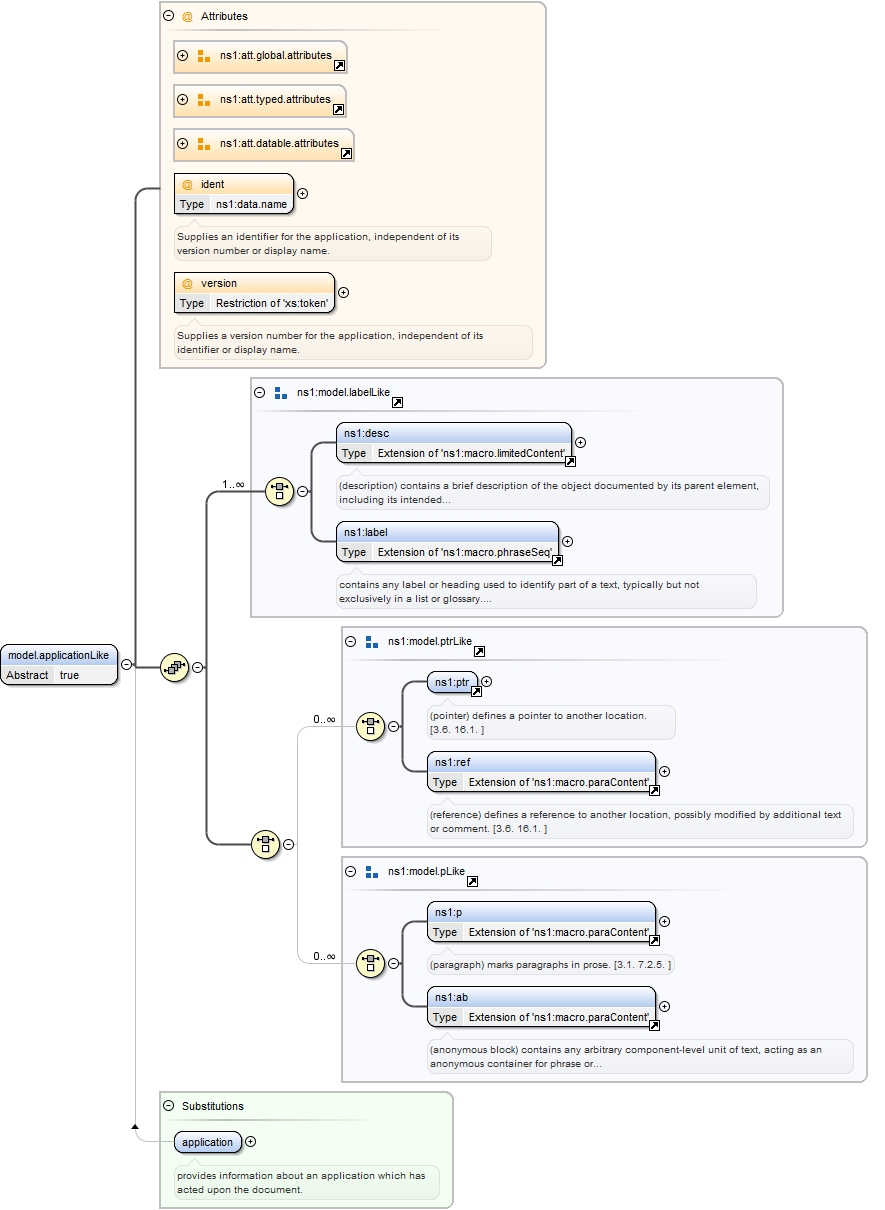 @ Attributes
ns1:att.global.attributes
ns1:att.typed.attributes
ns1:att.datable.attributes
@ ident
Type ns1:data.name
Supplies an identifier for the application, independent of its
version number or display name.
@ version
Type Restriction of 'xs:token'
Supplies a version number for the application, independent of its
identifier or display name.
ns1:model.labelLike
ns1:desc
Type Extension of 'ns1:macro.limitedContent'
1..∞
(description) contains a brief description of the object documented by its parent element,
including its intended...
ns1:label
Type Extension of 'ns1:macro.phraseSeq'
contains any label or heading used to identify part of a text, typically but not
exclusively in a list or glossary....
model.applicationLike
Abstract true
ns1:model.ptrLike
ns1:ptr
0..∞
(pointer) defines a pointer to another location.
[3.6. 16.1. ]
ns1:ref
Type Extension of 'ns1:macro.paraContent'
(reference) defines a reference to another location, possibly modified by additional text
or comment. [3.6. 16.1. ]
ns1:model.pLike
ns1:p
Type Extension of 'ns1:macro.paraContent'
0..∞
(paragraph) marks paragraphs in prose. [3.1. 7.2.5. ]
ns1:ab
Type Extension of 'ns1:macro.paraContent'
(anonymous block) contains any arbitrary component-level unit of text, acting as an
anonymous container for phrase or...
Substitutions
application
provides information about an application which has
acted upon the document.